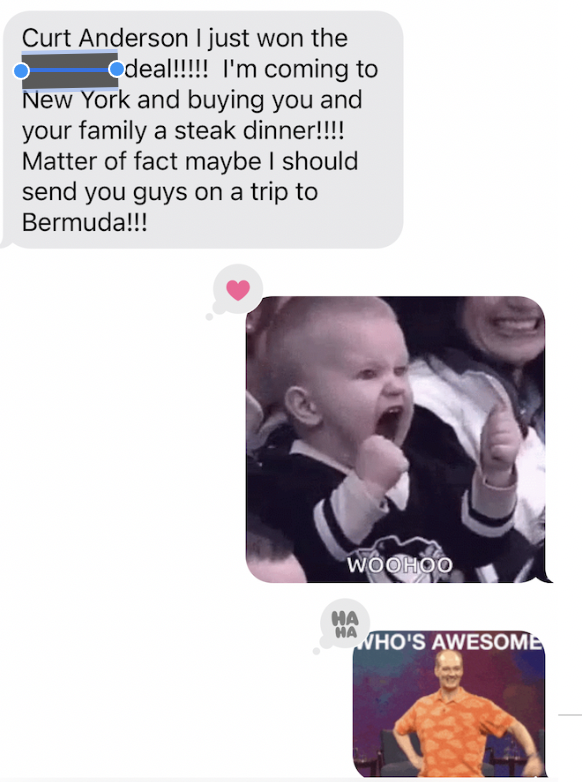 Curt Anderson I just won the
deal!!!!! I'm coming to
New York and buying you and
your family a steak dinner!!!!
Matter of fact maybe I should
send you guys on a trip to
Bermuda!!!
WOOHOO
HA
HA
WHO'S AWESOME